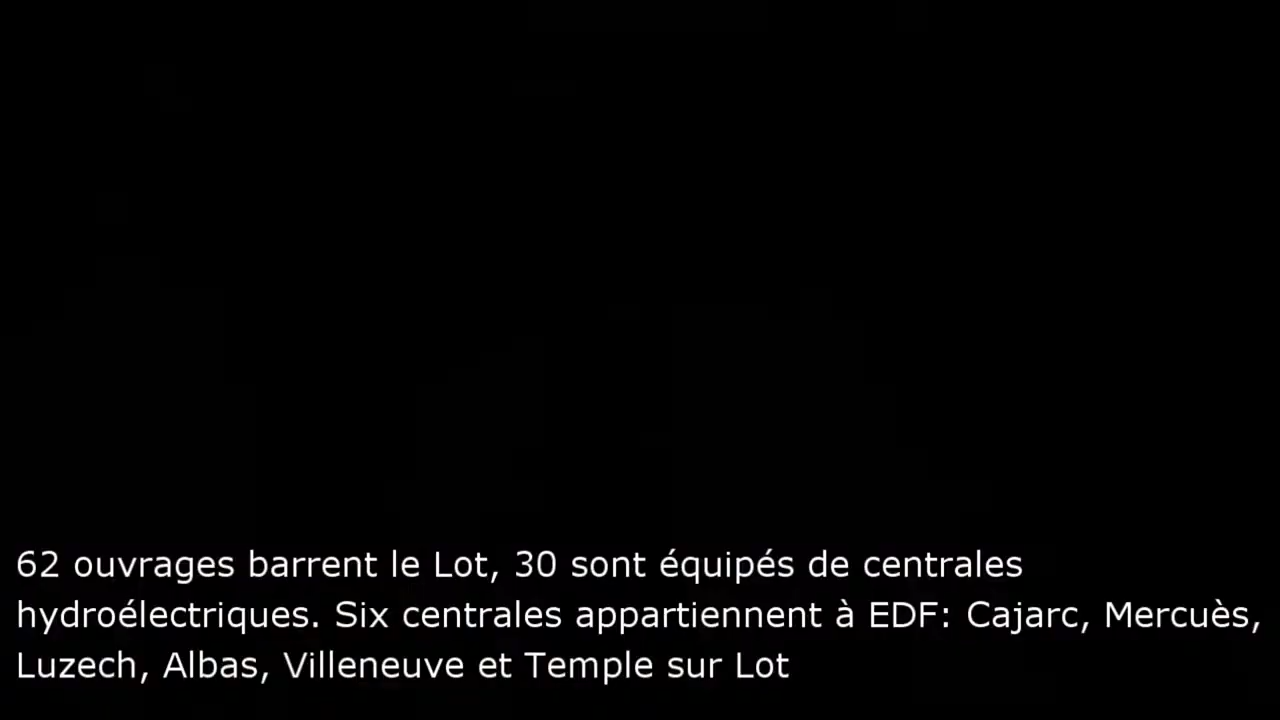 62 ouvrages barrent le Lot, 30 sont équipés de centrales
hydroélectriques. Six centrales appartiennent à EDF: Cajarc, Mercuès,
Luzech, Albas, Villeneuve et Temple sur Lot